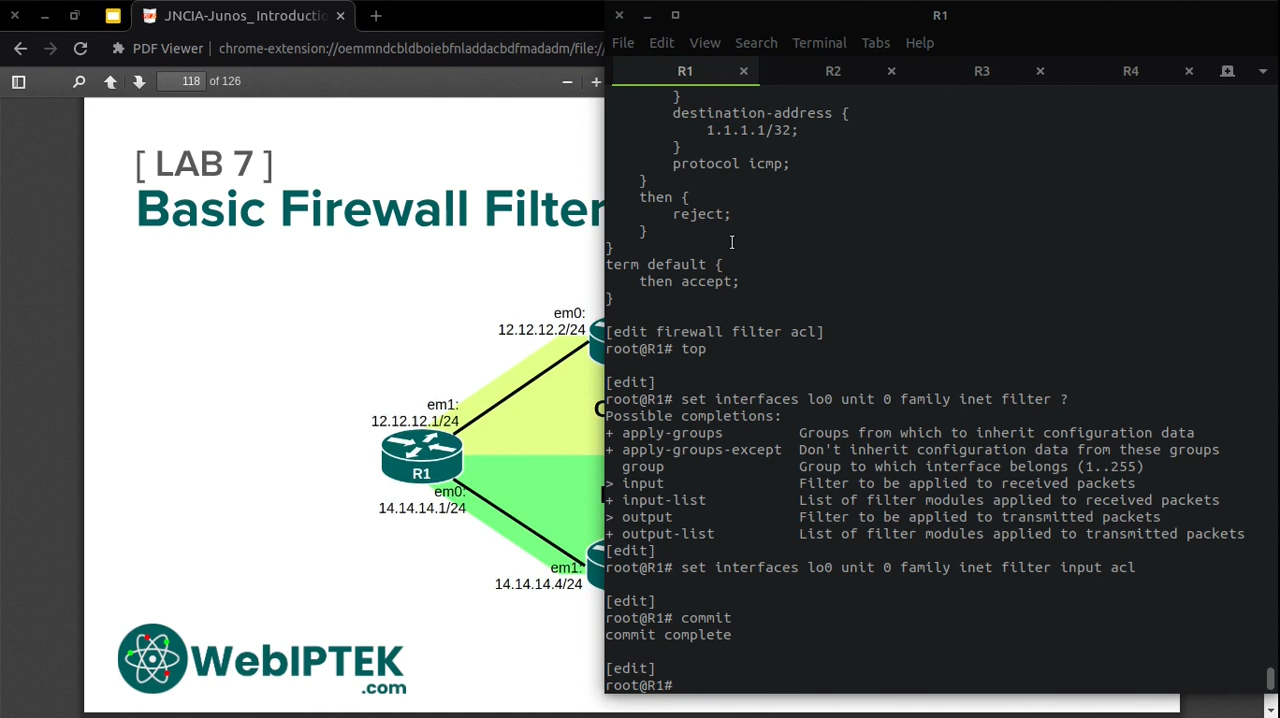 JNCIA-Junos_ Introductio
PDF Viewer
chrome-extension://oemmndcbldboiebfnladdacbdfmadadm/file:/
118 of 126
[ LAB 7 ]
Basic Firewall Filter
em0:
12.12.12.2/24
em1:
12.12.12.1/24
R1
em0:
14.14.14.1/24
em1:
14.14.14.4/24
WebIPTEK
.com
R1
File Edit View Search Terminal Tabs Help
R1 R2 R3 R4
}
destination-address {
1.1.1.1/32;
}
protocol icmp;
}
then {
reject;
}
}
term default {
then accept;
}
[edit firewall filter acl]
root@R1# top
[edit]
root@R1# set interfaces lo0 unit 0 family inet filter ?
Possible completions:
+ apply-groups Groups from which to inherit configuration data
+ apply-groups-except Don't inherit configuration data from these groups
group Group to which interface belongs (1..255)
> input Filter to be applied to received packets
+ input-list List of filter modules applied to received packets
> output Filter to be applied to transmitted packets
+ output-list List of filter modules applied to transmitted packets
[edit]
root@R1# set interfaces lo0 unit 0 family inet filter input acl
[edit]
root@R1# commit
commit complete
[edit]
root@R1#